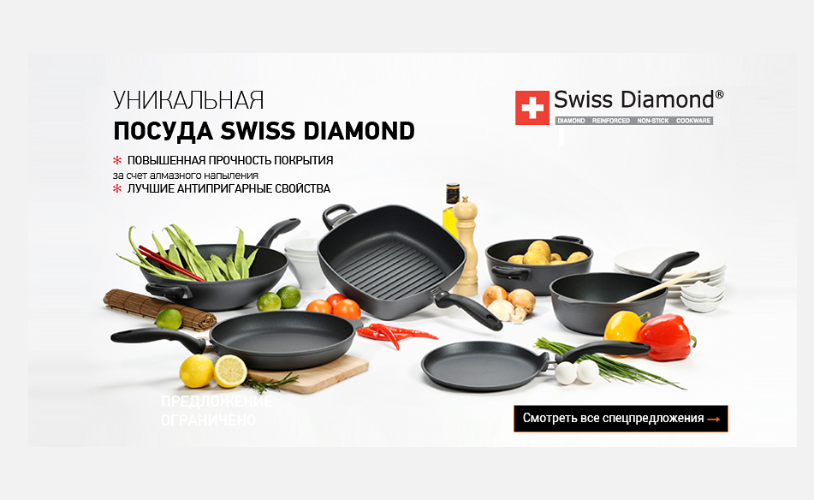 УНИКАЛЬНАЯ
ПОСУДА SWISS DIAMOND
✻ ПОВЫШЕННАЯ ПРОЧНОСТЬ ПОКРЫТИЯ
за счет алмазного напыления
✻ ЛУЧШИЕ АНТИПРИГАРНЫЕ СВОЙСТВА
Swiss Diamond®
DIAMOND REINFORCED NON-STICK COOKWARE
ПРЕДЛОЖЕНИЕ
ОГРАНИЧЕНО
Смотреть все спецпредложения →